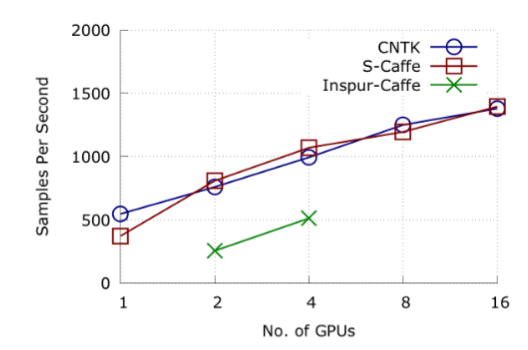 2000
1500
1000
500
0
Samples Per Second
CNTK
S-Caffe
Inspur-Caffe
1 2 4 8 16
No. of GPUs